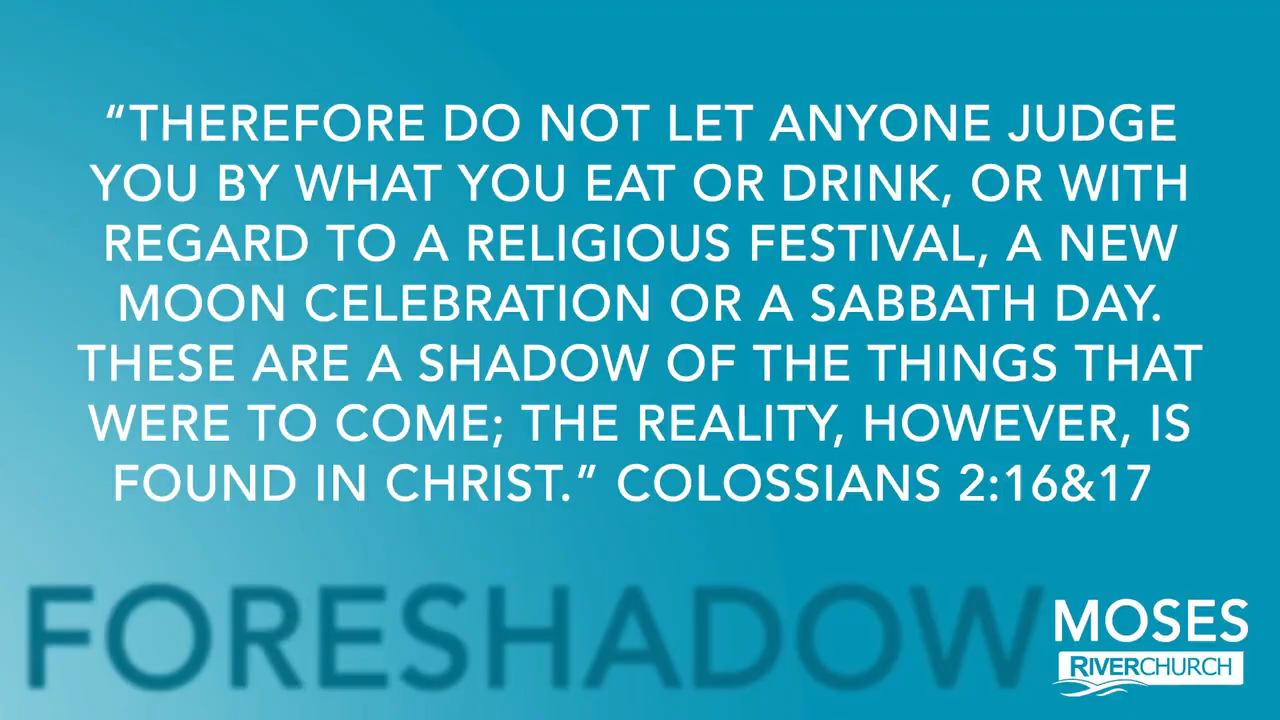 “THEREFORE DO NOT LET ANYONE JUDGE
YOU BY WHAT YOU EAT OR DRINK, OR WITH
REGARD TO A RELIGIOUS FESTIVAL, A NEW
MOON CELEBRATION OR A SABBATH DAY.
THESE ARE A SHADOW OF THE THINGS THAT
WERE TO COME; THE REALITY, HOWEVER, IS
FOUND IN CHRIST.” COLOSSIANS 2:16&17
FORESHADOW
MOSES
RIVERCHURCH